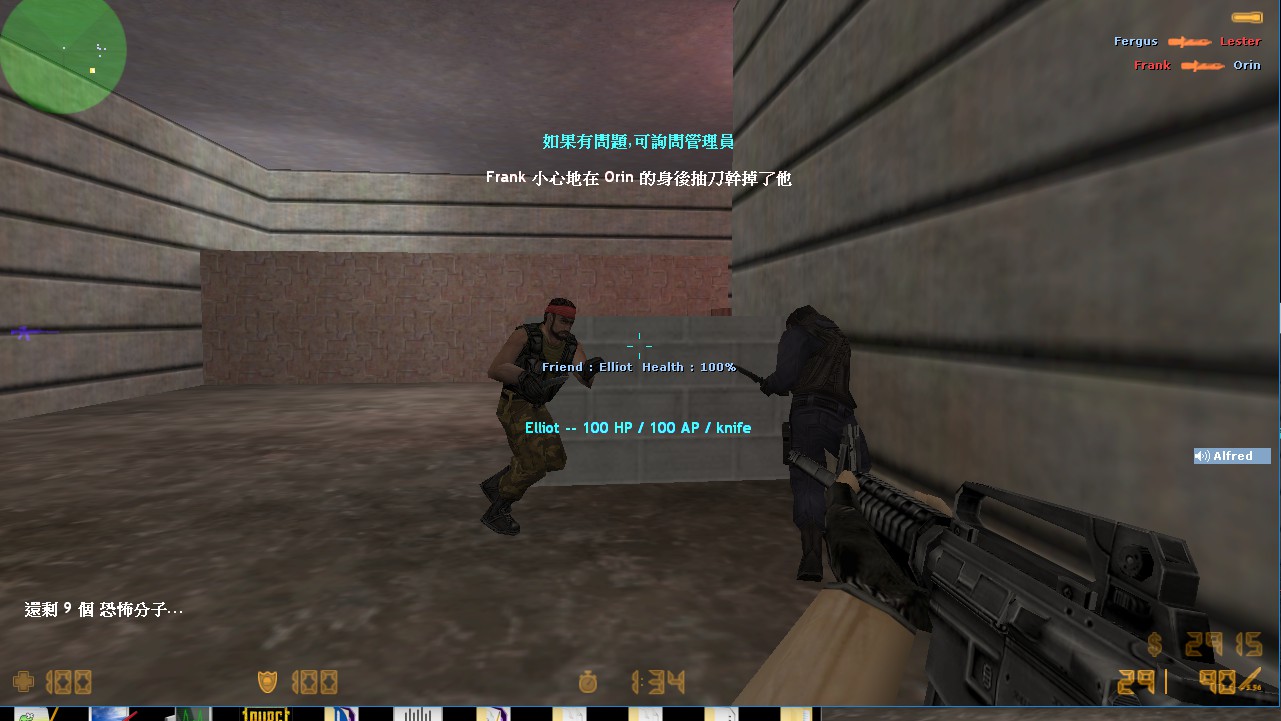 Fergus Lester
Frank Orin
如果有問題,可詢問管理員
Frank 小心地在 Orin 的身後抽刀幹掉了他
Friend : Elliot Health : 100%
Elliot -- 100 HP / 100 AP / knife
Alfred
還剩 9 個 恐怖分子...
$ 2915
100 100 1:34 29| 90 5.56